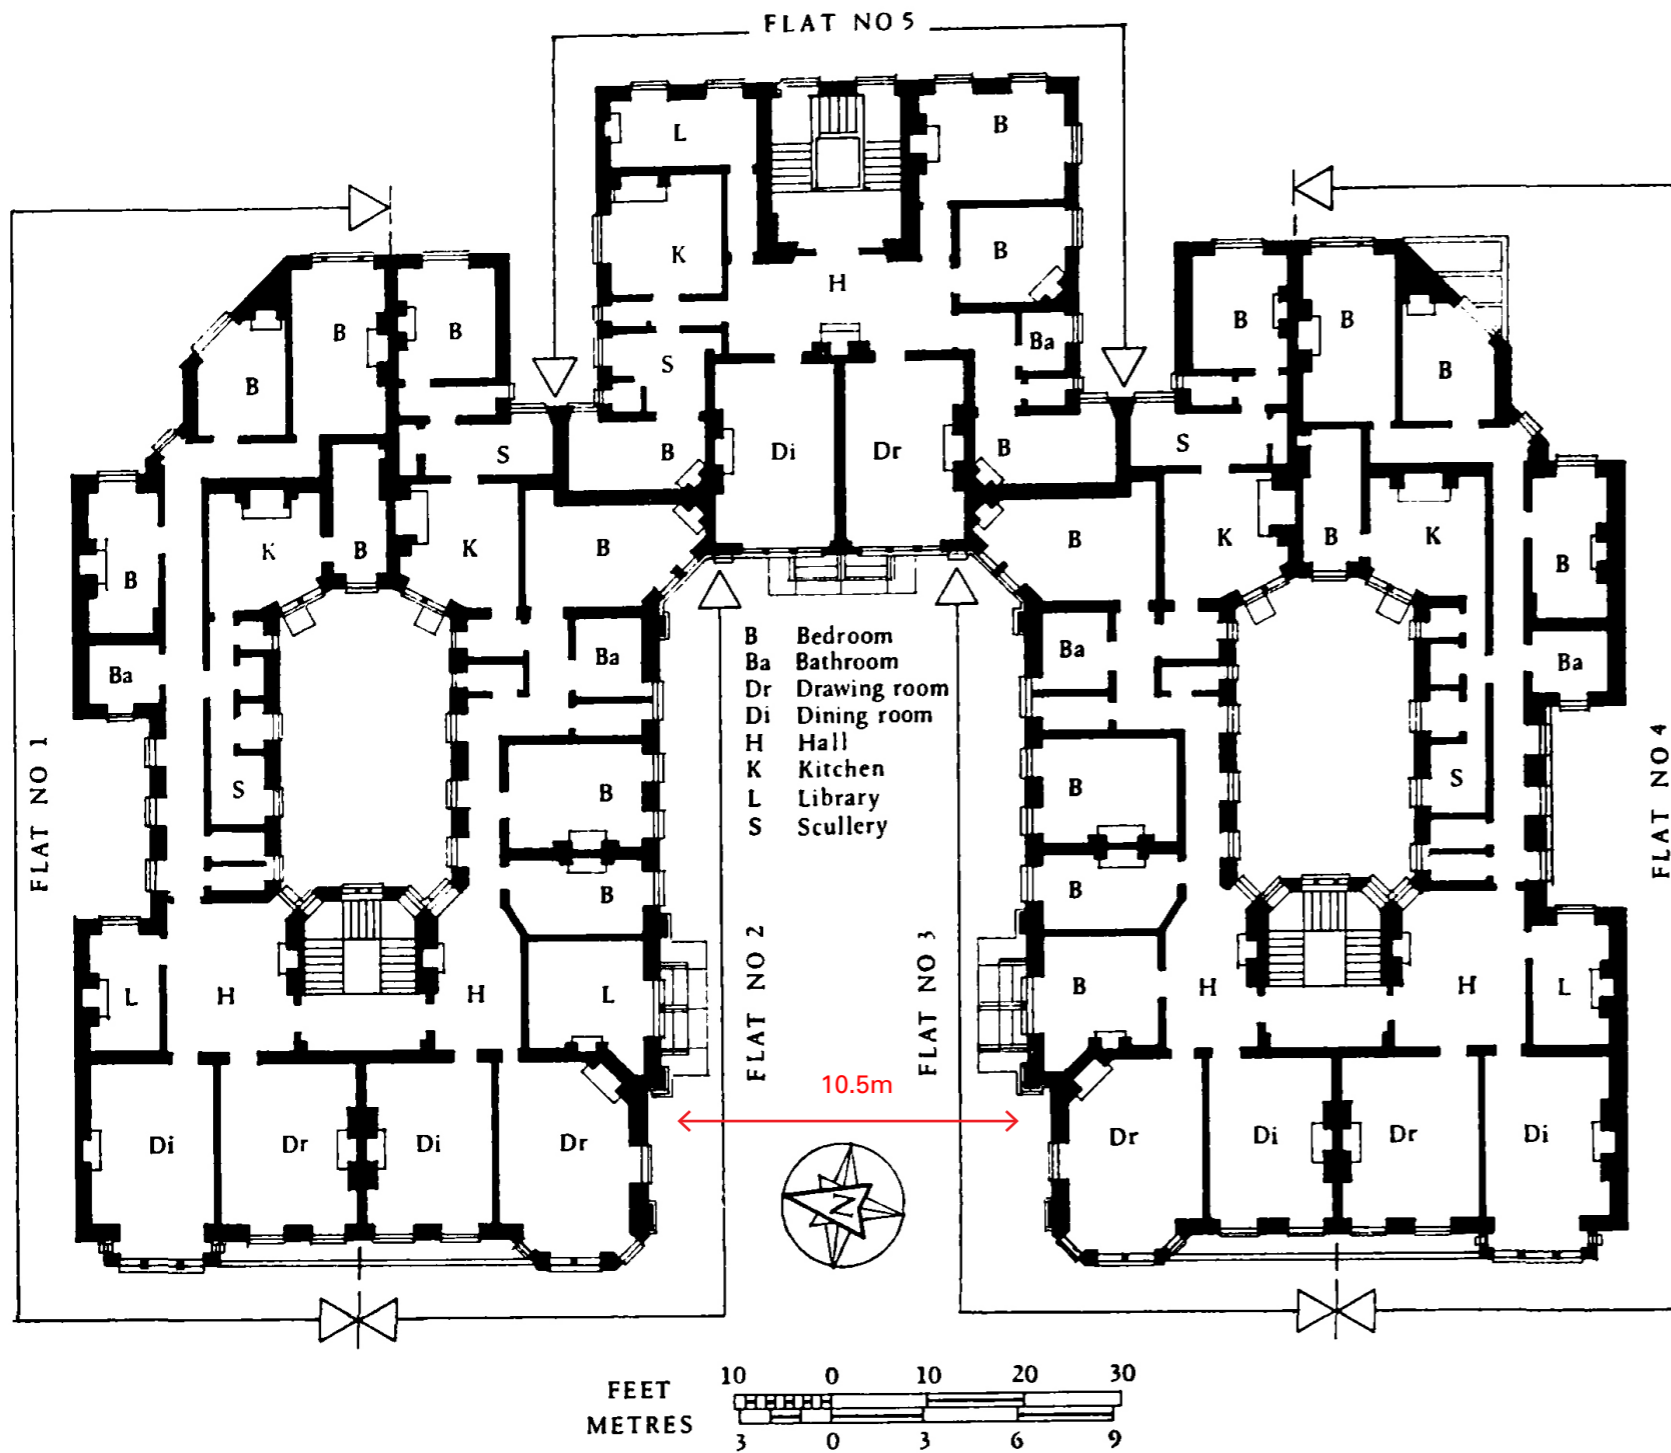 FLAT NO 5
L
B
K
B
H
B
B
B
B
Ba
B
B
S
B
S
B
Di
Dr
B
S
K
B
K
B
B
K
B
K
B
B
Ba
Ba
Ba
Ba
B Bedroom
Ba Bathroom
Dr Drawing room
Di Dining room
H Hall
K Kitchen
L Library
S Scullery
S
B
B
S
FLAT NO 1
FLAT NO 4
B
B
L
H
H
L
B
H
H
L
FLAT NO 2
FLAT NO 3
10.5m
Di
Dr
Di
Dr
Dr
Di
Dr
Di
N
10 0 10 20 30
FEET
METRES
3 0 3 6 9